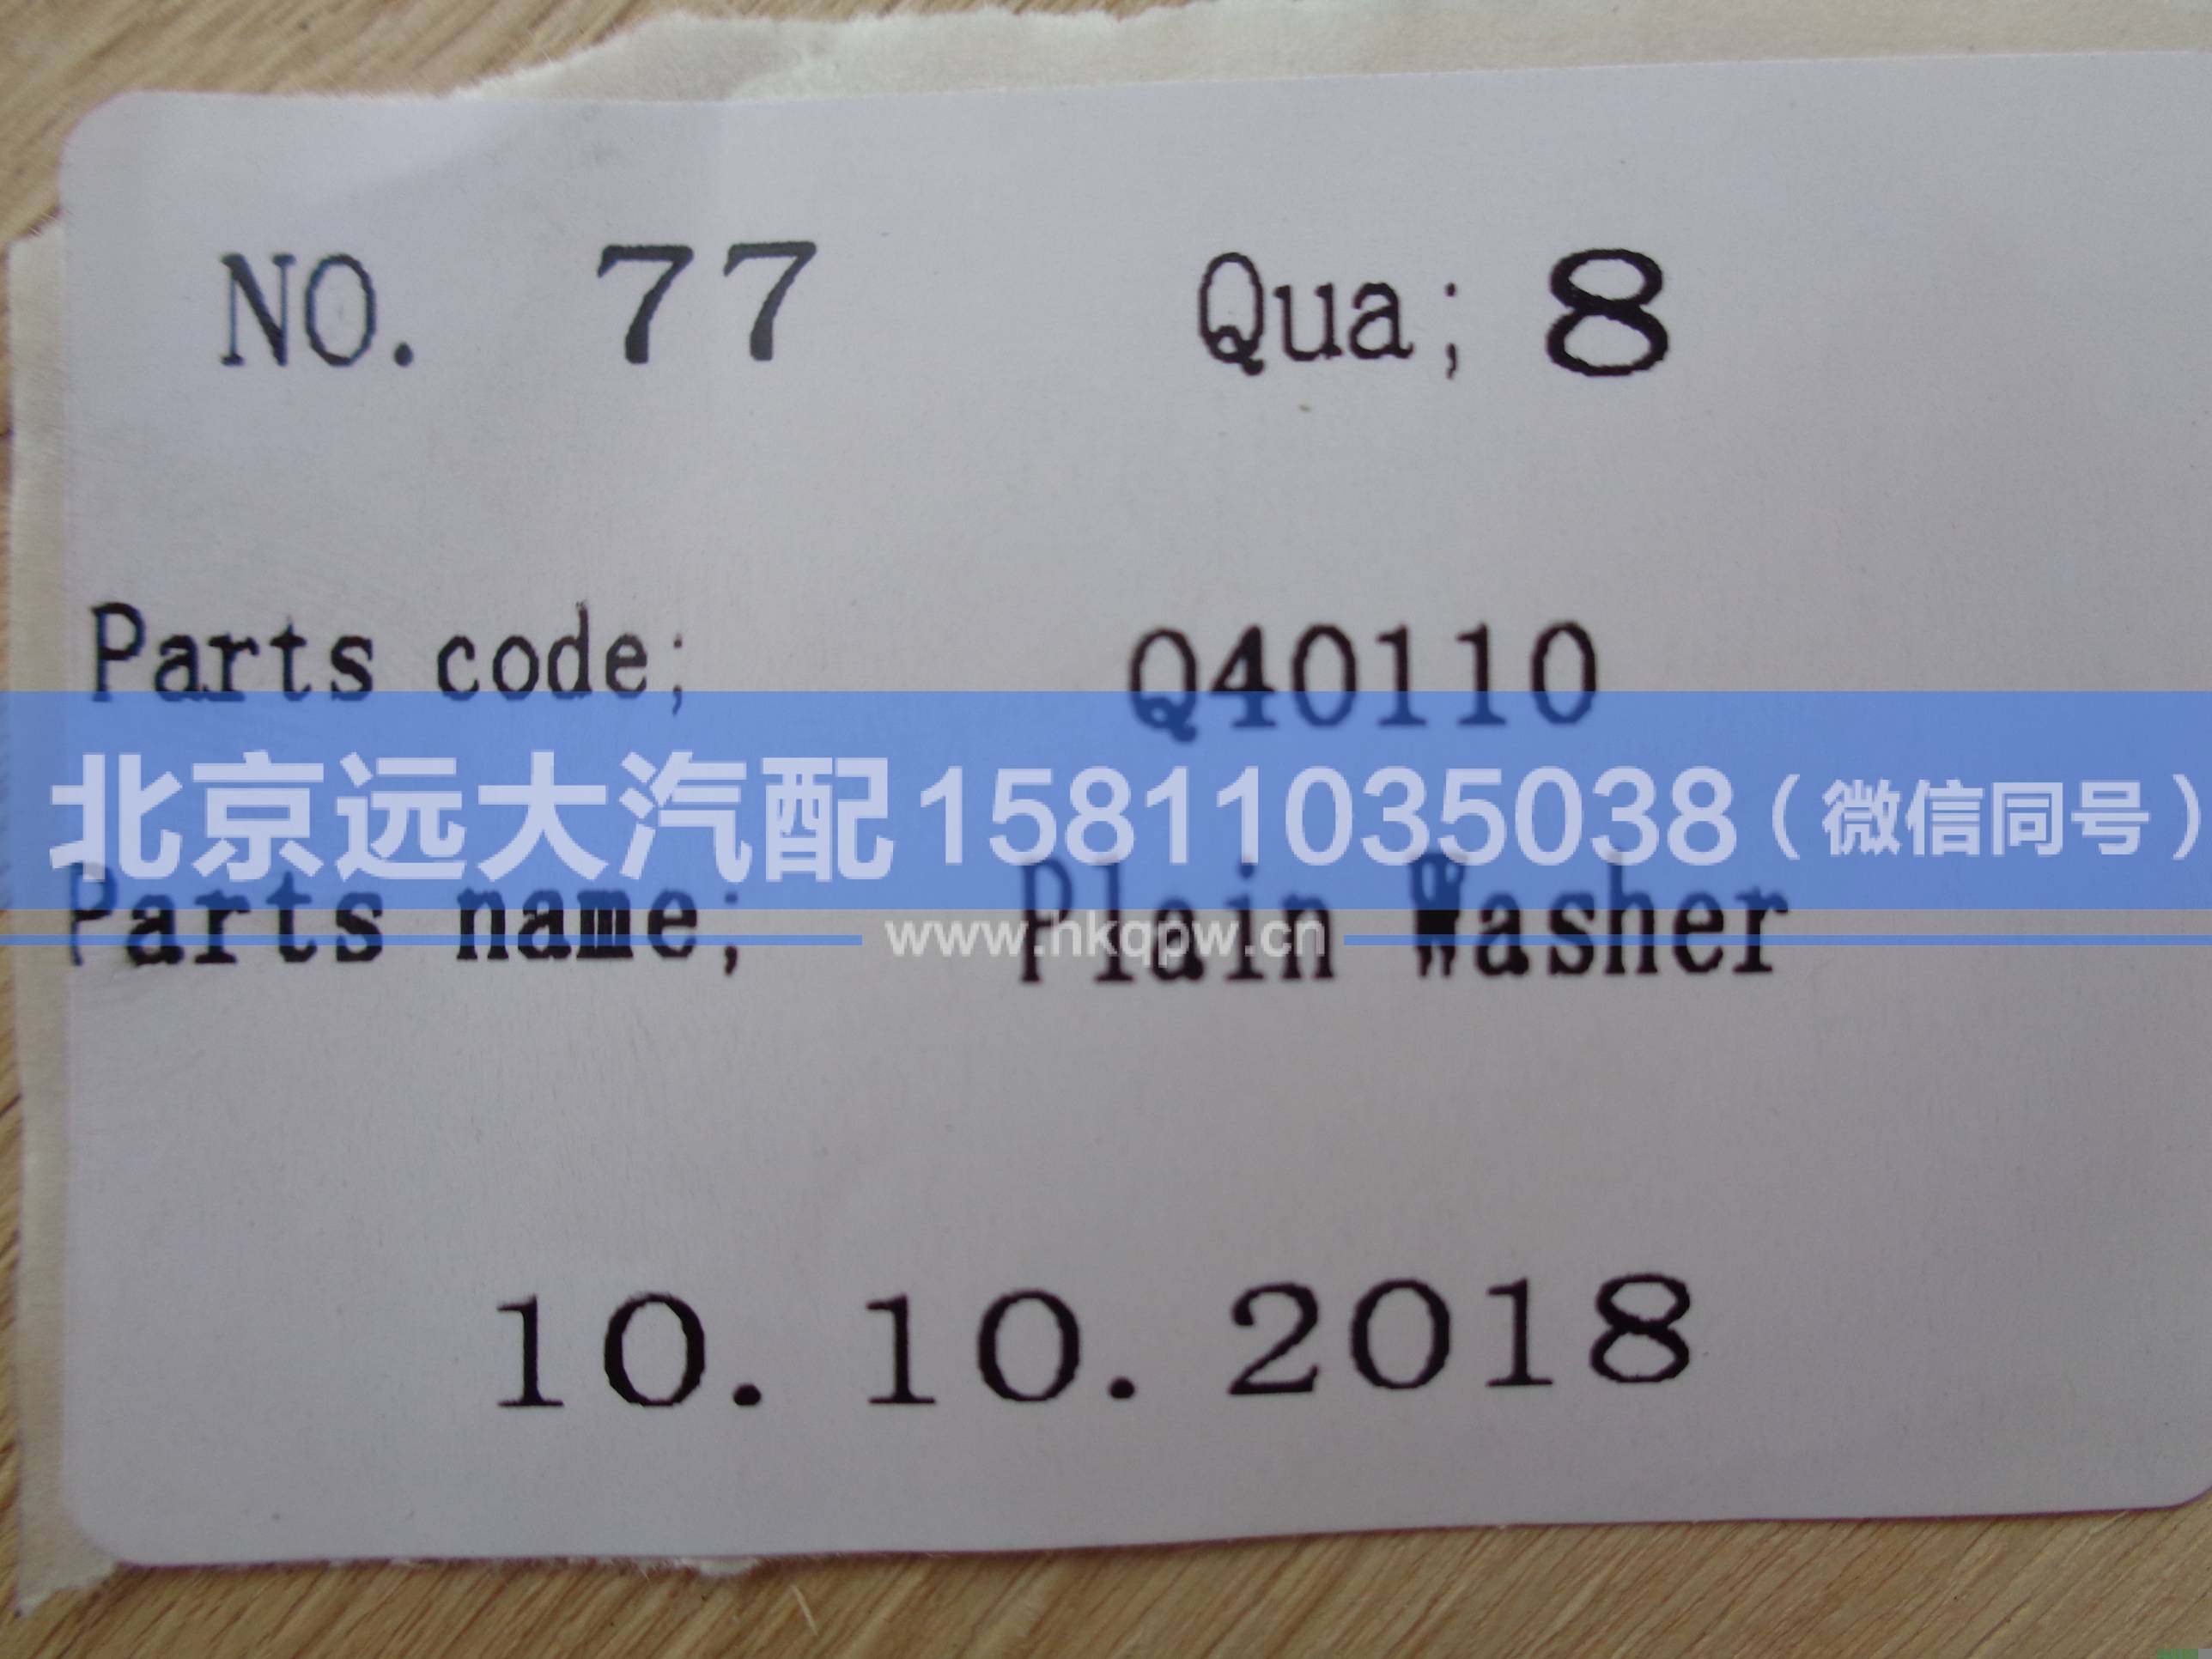 NO. 77 Qua; 8
Parts code; Q40110
北京远大汽配15811035038（微信同号）
Parts name; Plain Washer
www.hkqpw.cn
10.10.2018